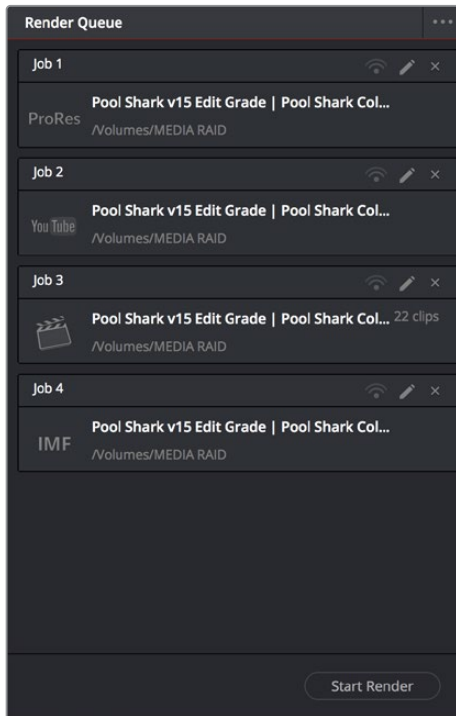 Render Queue
Job 1
ProRes
Pool Shark v15 Edit Grade | Pool Shark Col...
/Volumes/MEDIA RAID
Job 2
YouTube
Pool Shark v15 Edit Grade | Pool Shark Col...
/Volumes/MEDIA RAID
Job 3
Pool Shark v15 Edit Grade | Pool Shark Col... 22 clips
/Volumes/MEDIA RAID
Job 4
IMF
Pool Shark v15 Edit Grade | Pool Shark Col...
/Volumes/MEDIA RAID
Start Render